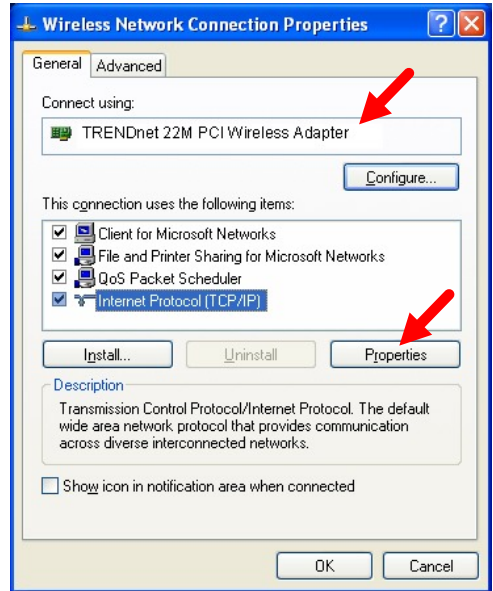 Wireless Network Connection Properties
General Advanced
Connect using:
TRENDnet 22M PCI Wireless Adapter
Configure...
This connection uses the following items:
Client for Microsoft Networks
File and Printer Sharing for Microsoft Networks
QoS Packet Scheduler
Internet Protocol (TCP/IP)
Install... Uninstall Properties
Description
Transmission Control Protocol/Internet Protocol. The default
wide area network protocol that provides communication
across diverse interconnected networks.
Show icon in notification area when connected
OK Cancel